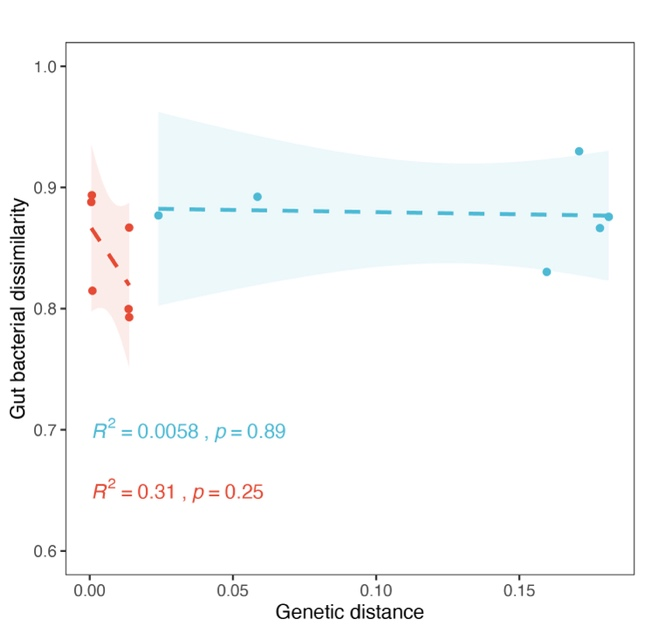 1.0
0.9
0.8
0.7
0.6
Gut bacterial dissimilarity
R² = 0.0058 , p = 0.89
R² = 0.31 , p = 0.25
0.00 0.05 0.10 0.15
Genetic distance